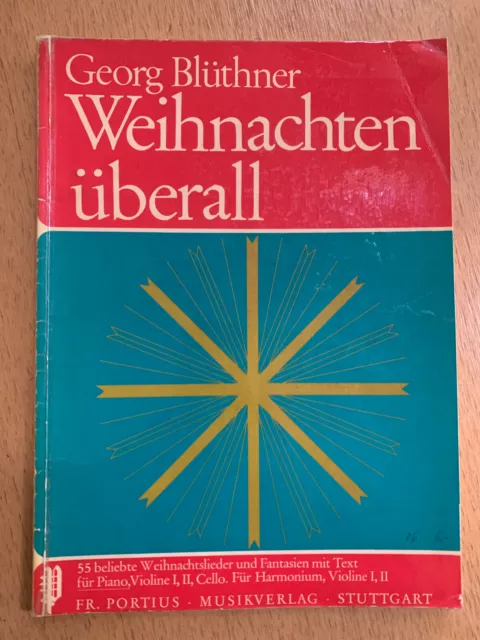 Georg Blüthner
Weihnachten
überall
55 beliebte Weihnachtslieder und Fantasien mit Text
für Piano, Violine I, II, Cello. Für Harmonium, Violine I, II
FR. PORTIUS · MUSIKVERLAG · STUTTGART